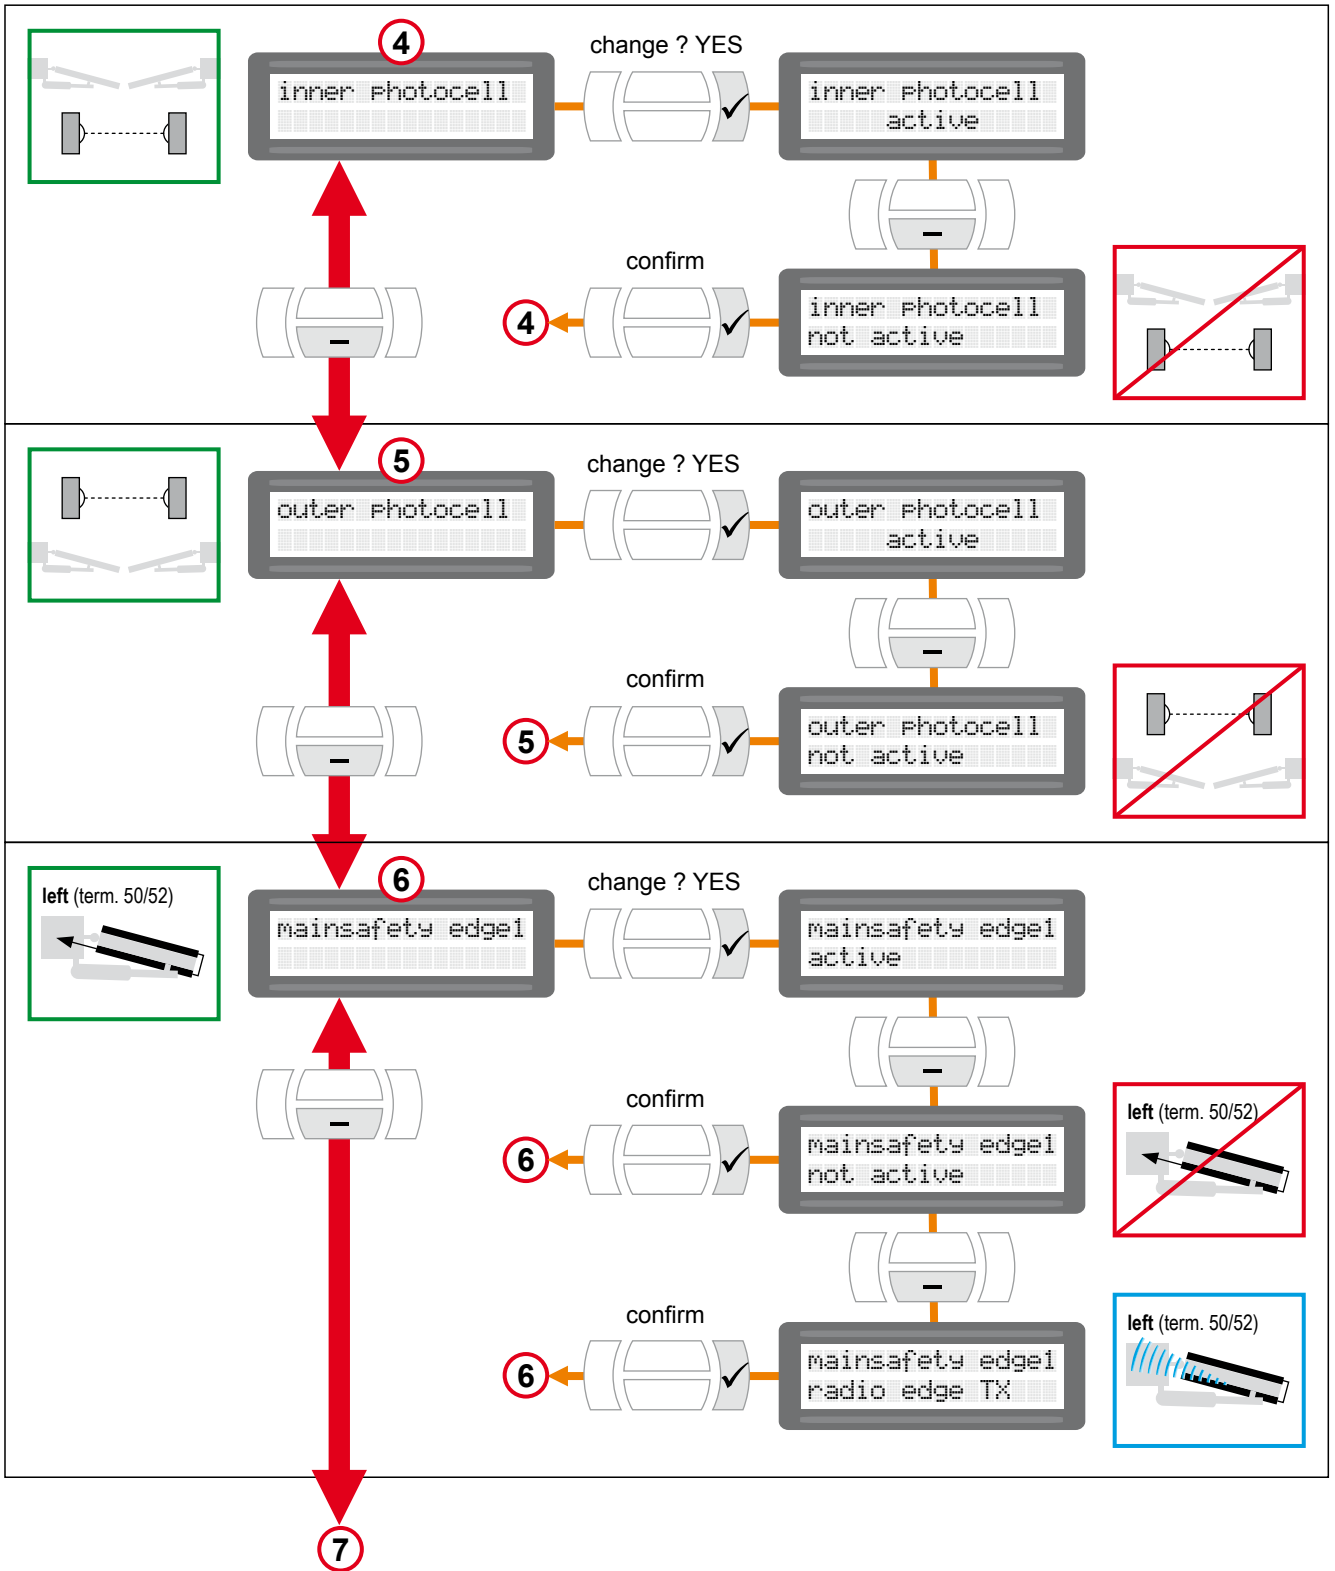 4
change ? YES
inner photocell
inner photocell
active
–
confirm
4
inner photocell
not active
–
5
change ? YES
outer photocell
outer photocell
active
–
confirm
5
outer photocell
not active
–
6
change ? YES
left (term. 50/52)
mainsafety edge1
mainsafety edge1
active
–
–
confirm
left (term. 50/52)
6
mainsafety edge1
not active
–
confirm
left (term. 50/52)
6
mainsafety edge1
radio edge TX
7